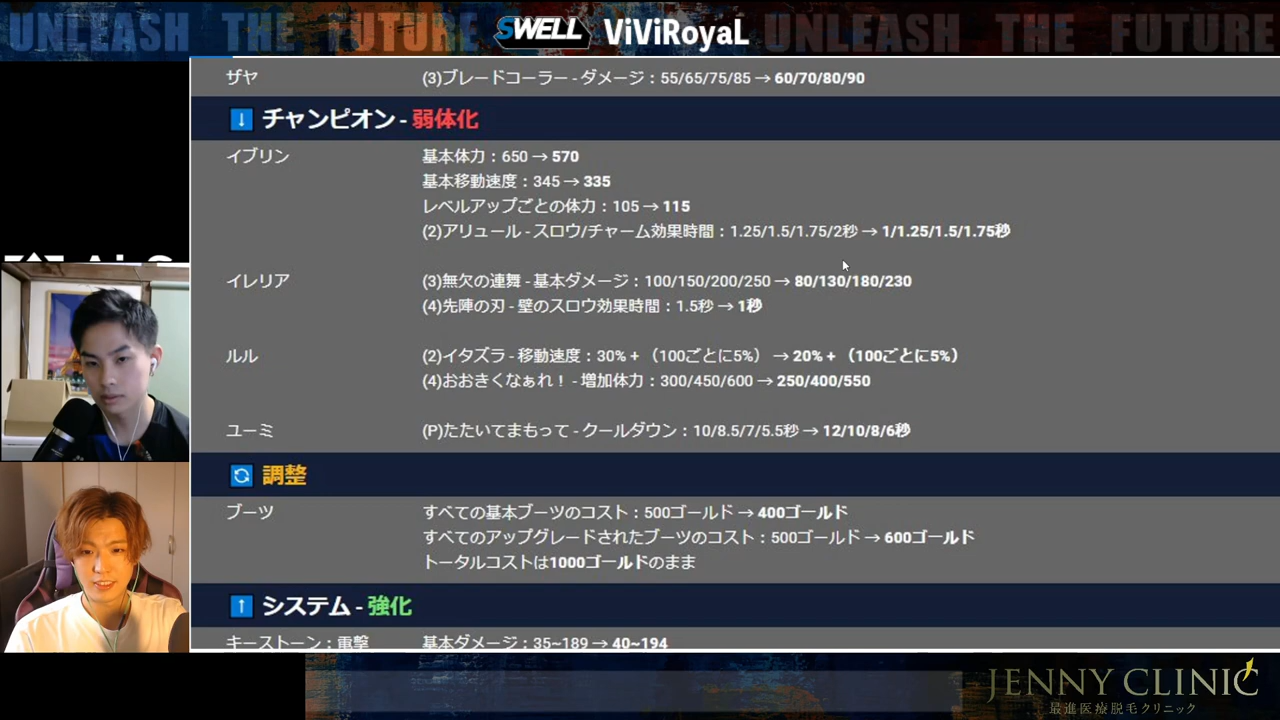 UNLEASH THE FUTURE SWELL ViViRoyaL UNLEASH THE FUTURE
ザヤ (3)ブレードコーラー - ダメージ：55/65/75/85 → 60/70/80/90
↓ チャンピオン - 弱体化
イブリン 基本体力：650 → 570
基本移動速度：345 → 335
レベルアップごとの体力：105 → 115
(2)アリュール - スロウ/チャーム効果時間：1.25/1.5/1.75/2秒 → 1/1.25/1.5/1.75秒
イレリア (3)無欠の連舞 - 基本ダメージ：100/150/200/250 → 80/130/180/230
(4)先陣の刃 - 壁のスロウ効果時間：1.5秒 → 1秒
ルル (2)イタズラ - 移動速度：30% + （100ごとに5%） → 20% + （100ごとに5%）
(4)おおきくなぁれ！ - 増加体力：300/450/600 → 250/400/550
ユーミ (P)たたいてまもって - クールダウン：10/8.5/7/5.5秒 → 12/10/8/6秒
調整
ブーツ すべての基本ブーツのコスト：500ゴールド → 400ゴールド
すべてのアップグレードされたブーツのコスト：500ゴールド → 600ゴールド
トータルコストは1000ゴールドのまま
↑ システム - 強化
キーストーン：電撃 基本ダメージ：35~189 → 40~194
JENNY CLINIC
最進医療脱毛クリニック